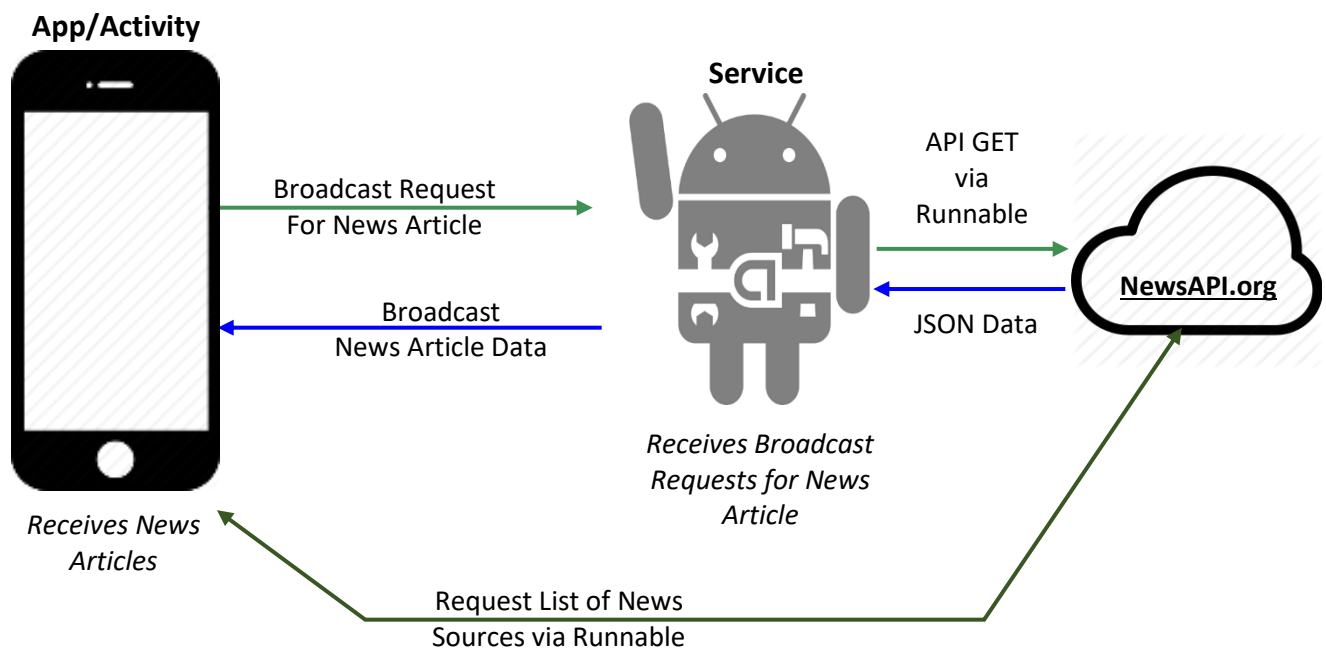 App/Activity
Service
Broadcast Request
For News Article
Broadcast
News Article Data
API GET
via
Runnable
NewsAPI.org
JSON Data
Receives Broadcast
Requests for News
Article
Receives News
Articles
Request List of News
Sources via Runnable